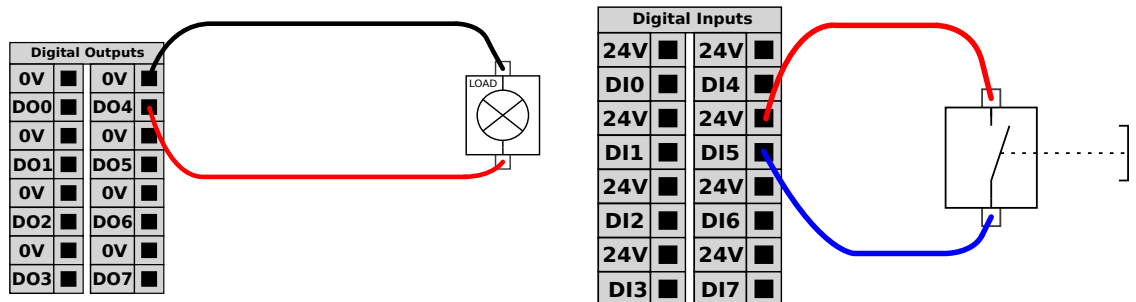 Digital Outputs
0V 0V
DO0 DO4
0V 0V
DO1 DO5
0V 0V
DO2 DO6
0V 0V
DO3 DO7
LOAD
Digital Inputs
24V 24V
DI0 DI4
24V 24V
DI1 DI5
24V 24V
DI2 DI6
24V 24V
DI3 DI7